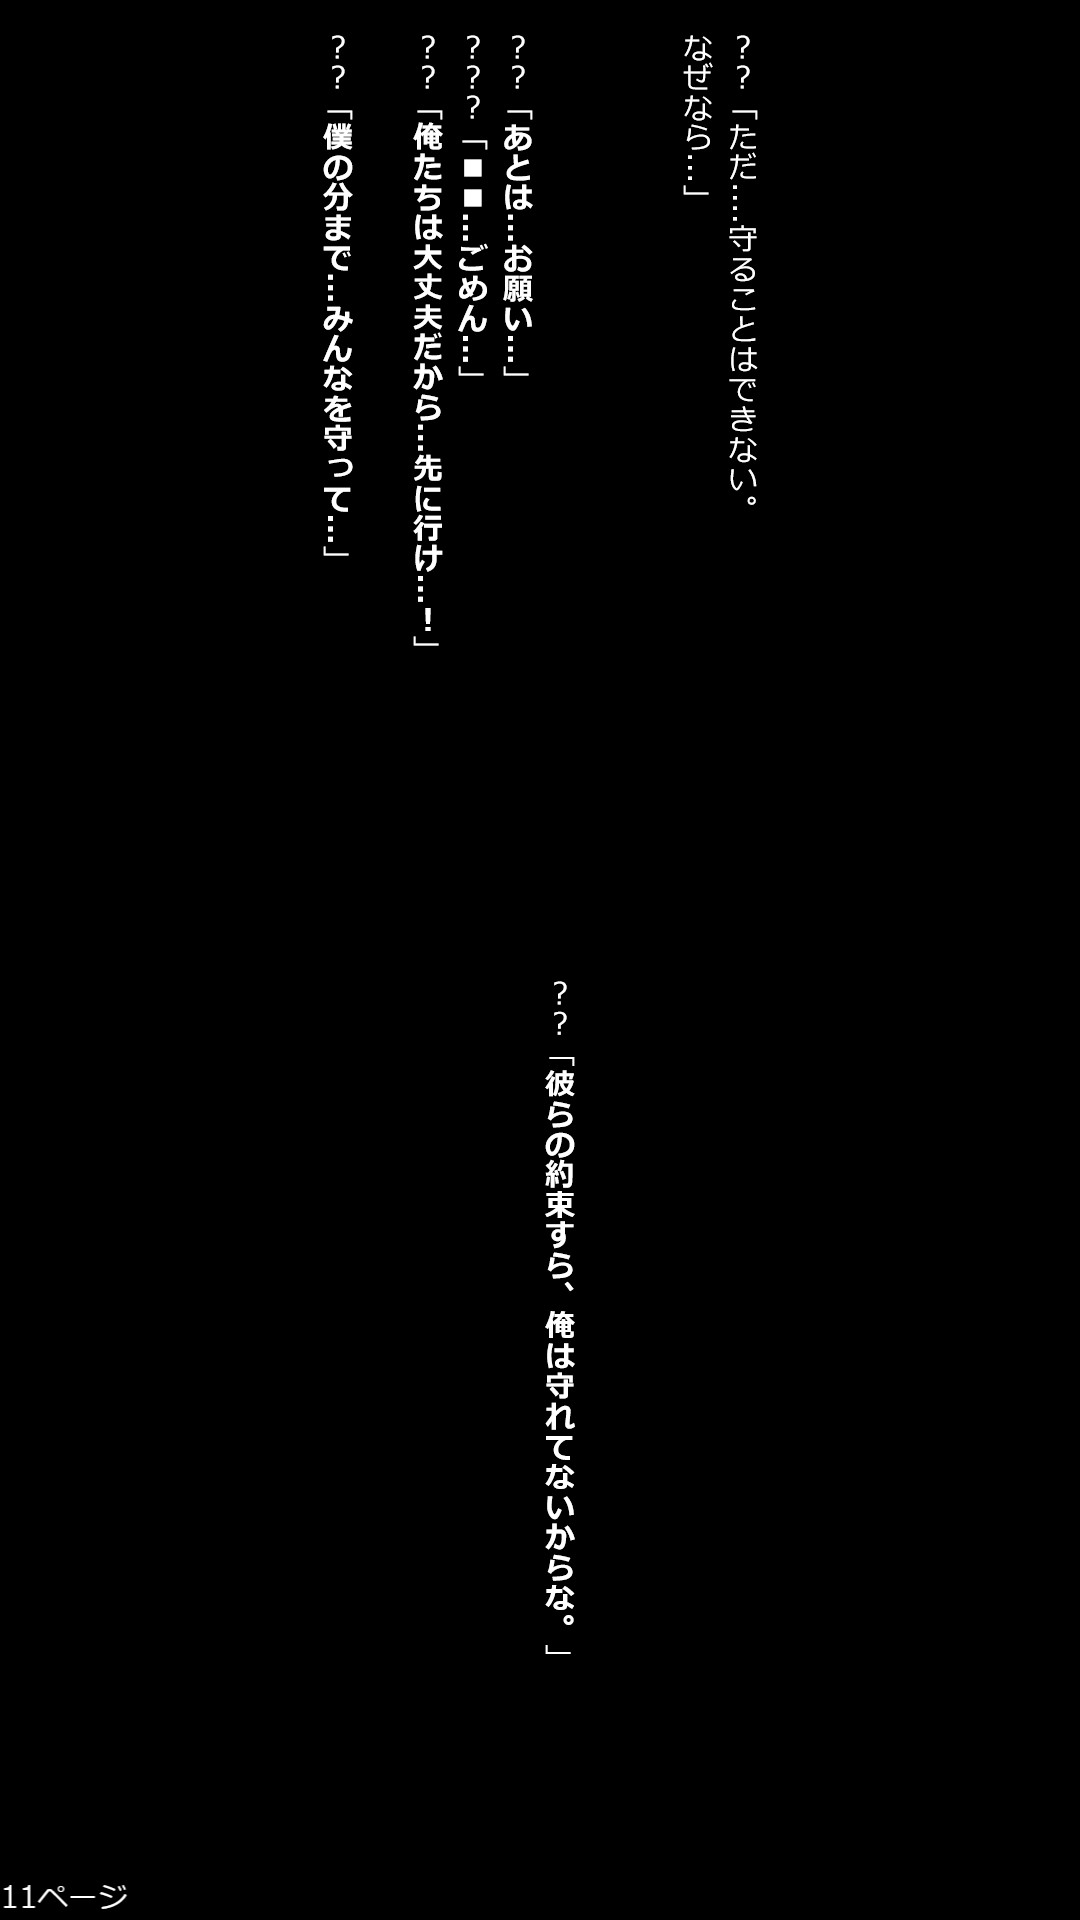 ??「ただ…守ることはできない。
なぜなら…」
??「あとは…お願い…」
???「■■…ごめん…」
??「俺たちは大丈夫だから…先に行け…!」
??「僕の分まで…みんなを守って…」
??「彼らの約束すら、俺は守れてないからな。」
11ページ